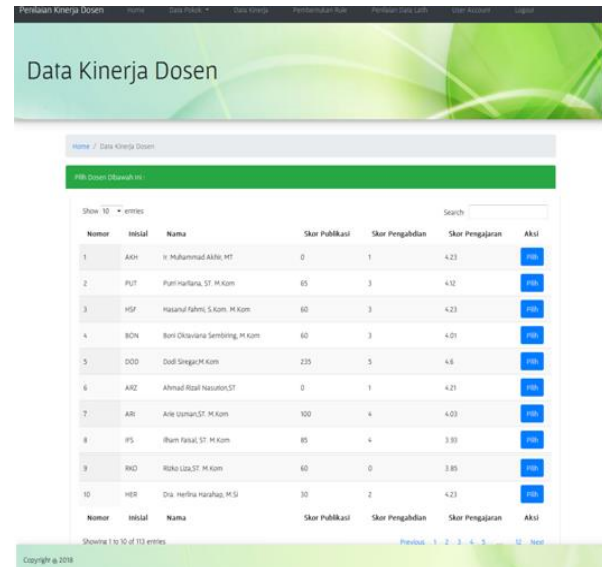 Penilaian Kinerja Dosen Home Data Pokok Data Kinerja Pembentukan Rule Penilaian Data Latih User Account Logout
Data Kinerja Dosen
Home / Data Kinerja Dosen
Pilih Dosen Dibawah Ini :
Show 10 entries Search:
Nomor Inisial Nama Skor Publikasi Skor Pengabdian Skor Pengajaran Aksi
1 AKH Ir. Muhammad Akhir, MT 0 1 4.23 Pilih
2 PUT Putri Harliana, ST. M.Kom 65 3 4.12 Pilih
3 HSF Hasanul Fahmi, S.Kom. M.Kom 60 3 4.23 Pilih
4 BON Boni Oktaviana Sembiring, M.Kom 60 3 4.01 Pilih
5 DOD Dodi Siregar,M.Kom 235 5 4.6 Pilih
6 ARZ Ahmad Rizali Nasution,ST 0 1 4.21 Pilih
7 ARI Arie Usman,ST. M.Kom 100 4 4.03 Pilih
8 IFS Ilham Faisal, ST. M.Kom 85 4 3.93 Pilih
9 RKO Rizko Liza,ST. M.Kom 60 0 3.85 Pilih
10 HER Dra. Herlina Harahap, M.Si 30 2 4.23 Pilih
Nomor Inisial Nama Skor Publikasi Skor Pengabdian Skor Pengajaran Aksi
Showing 1 to 10 of 113 entries Previous 1 2 3 4 5 ... 12 Next
Copyright @ 2018